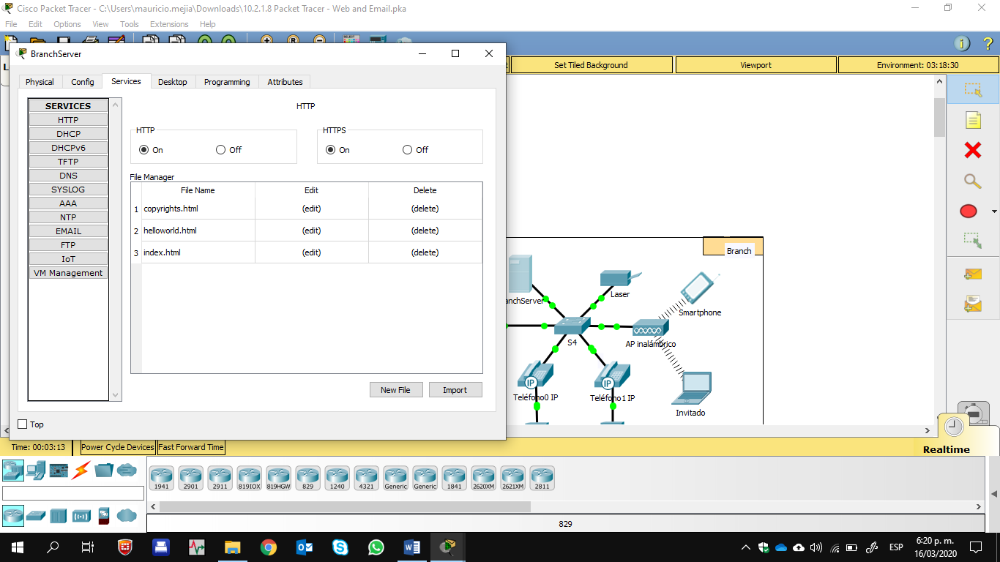 Cisco Packet Tracer - C:\Users\mauricio.mejia\Downloads\10.2.1.8 Packet Tracer - Web and Email.pka
File Edit Options View Tools Extensions Help
BranchServer
Set Tiled Background
Viewport
Environment: 03:18:30
Physical Config Services Desktop Programming Attributes
SERVICES
HTTP
DHCP
DHCPv6
TFTP
DNS
SYSLOG
AAA
NTP
EMAIL
FTP
IoT
VM Management
HTTP
HTTP
On Off
HTTPS
On Off
File Manager
File Name Edit Delete
1 copyrights.html (edit) (delete)
2 helloworld.html (edit) (delete)
3 index.html (edit) (delete)
New File Import
Top
Branch
Laser
Smartphone
S4
AP inalámbrico
IP
IP
Teléfono0 IP
Teléfono1 IP
Invitado
Time: 00:03:13 Power Cycle Devices Fast Forward Time
Realtime
1941 2901 2911 819IOX 819HGW 829 1240 4321 Generic Generic 1841 2620XM 2621XM 2811
829
ESP
6:20 p. m.
16/03/2020